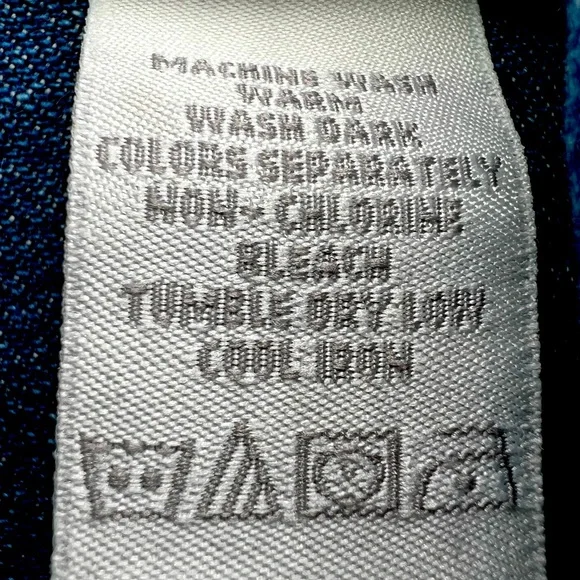 MACHINE WASH
WARM
WASH DARK
COLORS SEPARATELY
NON-CHLORINE
BLEACH
TUMBLE DRY LOW
COOL IRON